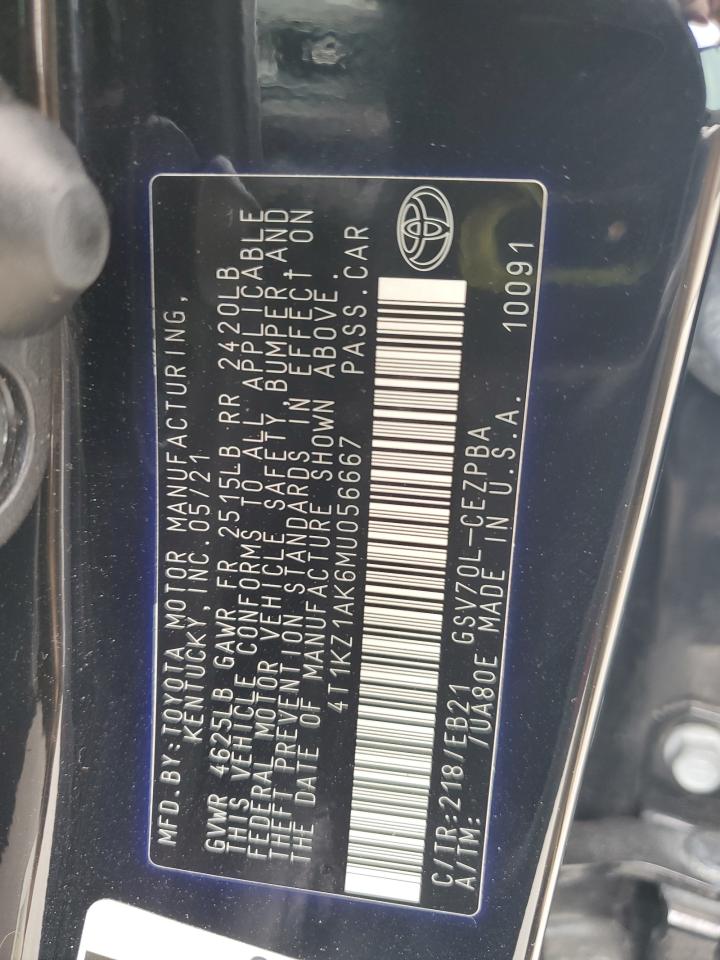 MFD.BY:TOYOTA MOTOR MANUFACTURING,
KENTUCKY, INC. 05/21
GVWR 4625LB GAWR FR 2515LB RR 2420LB
THIS VEHICLE CONFORMS TO ALL APPLICABLE
FEDERAL MOTOR VEHICLE SAFETY, BUMPER AND
THEFT PREVENTION STANDARDS IN EFFECT ON
THE DATE OF MANUFACTURE SHOWN ABOVE.
4T1KZ1AK6MU056667 PASS.CAR
C/TR:218/EB21 GSV70L-CEZPBA
A/TM: /UA80E MADE IN U.S.A. 10091